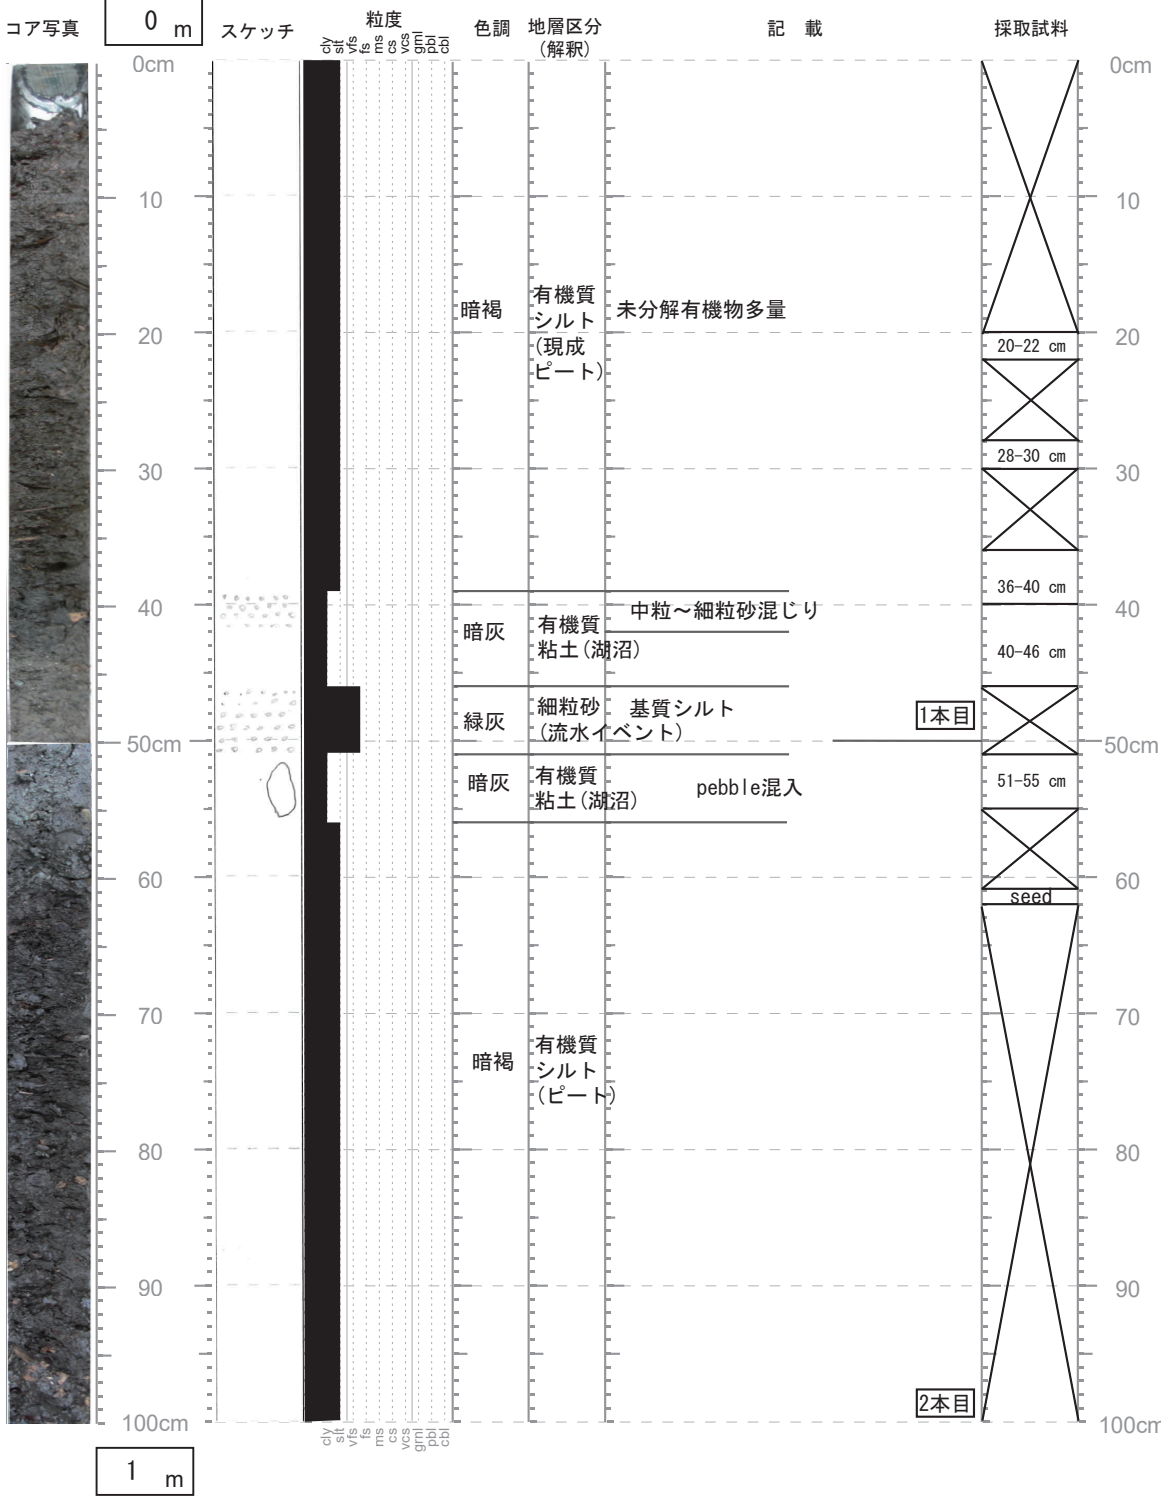 コア写真
0 m
スケッチ
粒度
cly slt vfs fs ms cs vcs grnl pbl cbl
色調
地層区分
(解釈)
記 載
採取試料
0cm 0cm
10 10
暗褐
有機質
シルト
(現成
ピート)
未分解有機物多量
20 20
20-22 cm
28-30 cm
30 30
36-40 cm
40 40
暗灰
有機質
粘土(湖沼)
中粒〜細粒砂混じり
40-46 cm
緑灰
細粒砂
(流水イベント)
基質シルト
1本目
50cm 50cm
暗灰
有機質
粘土(湖沼)
pebble混入
51-55 cm
60 60
seed
70 70
暗褐
有機質
シルト
(ピート)
80 80
90 90
2本目
100cm 100cm
cly slt vfs fs ms cs vcs grnl pbl cbl
1 m